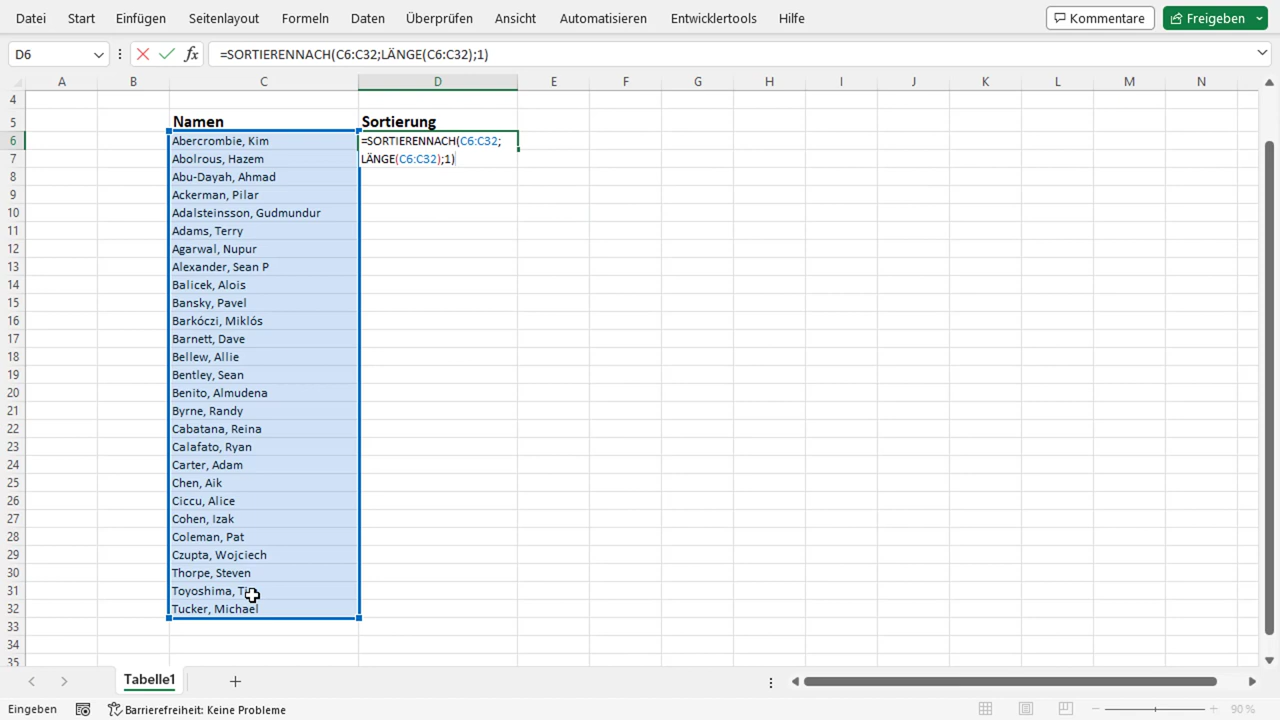 Datei Start Einfügen Seitenlayout Formeln Daten Überprüfen Ansicht Automatisieren Entwicklertools Hilfe Kommentare Freigeben
D6 fx =SORTIERENNACH(C6:C32;LÄNGE(C6:C32);1)
A B C D E F G H I J K L M N
4
5 Namen Sortierung
6 Abercrombie, Kim =SORTIERENNACH(C6:C32;
7 Abolrous, Hazem LÄNGE(C6:C32);1)
8 Abu-Dayah, Ahmad
9 Ackerman, Pilar
10 Adalsteinsson, Gudmundur
11 Adams, Terry
12 Agarwal, Nupur
13 Alexander, Sean P
14 Balicek, Alois
15 Bansky, Pavel
16 Barkóczi, Miklós
17 Barnett, Dave
18 Bellew, Allie
19 Bentley, Sean
20 Benito, Almudena
21 Byrne, Randy
22 Cabatana, Reina
23 Calafato, Ryan
24 Carter, Adam
25 Chen, Aik
26 Ciccu, Alice
27 Cohen, Izak
28 Coleman, Pat
29 Czupta, Wojciech
30 Thorpe, Steven
31 Toyoshima,
32 Tucker, Michael
33
34
35
Tabelle1
Eingeben Barrierefreiheit: Keine Probleme 90 %